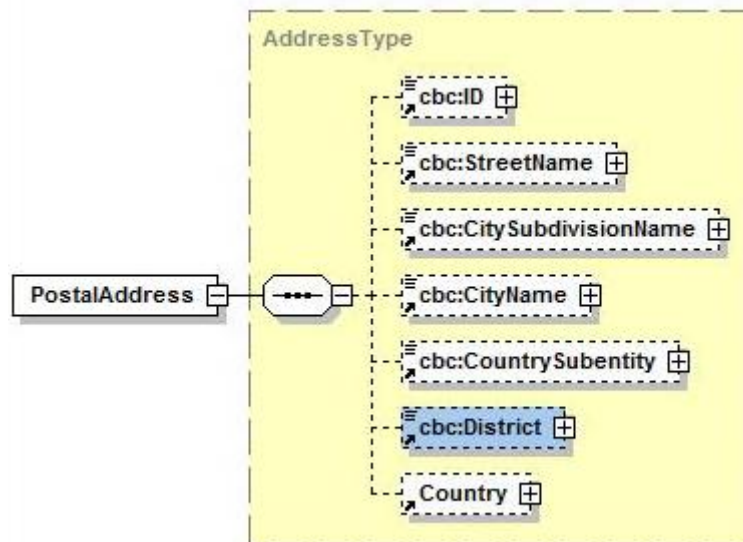 AddressType
cbc:ID
cbc:StreetName
cbc:CitySubdivisionName
PostalAddress
cbc:CityName
cbc:CountrySubentity
cbc:District
Country